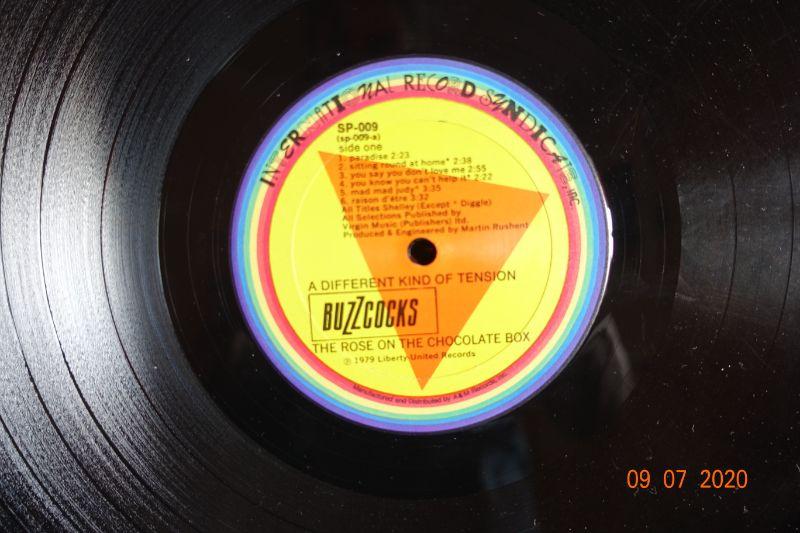 INTERNATIONAL RECORD SYNDICATE, INC.
SP-009
(sp-009-a)
side one
1. paradise 2:23
2. sitting round at home* 2:38
3. you say you don't love me 2:55
4. you know you can't help it* 2:22
5. mad mad judy* 3:35
6. raison d'être 3:32
All Titles Shelley (Except * Diggle)
All Selections Published by
Virgin Music (Publishers) ltd.
Produced & Engineered by Martin Rushent
A DIFFERENT KIND OF TENSION
BUZZCOCKS
THE ROSE ON THE CHOCOLATE BOX
℗ 1979 Liberty-United Records
Manufactured and Distributed by A&M Records, Inc.
09 07 2020